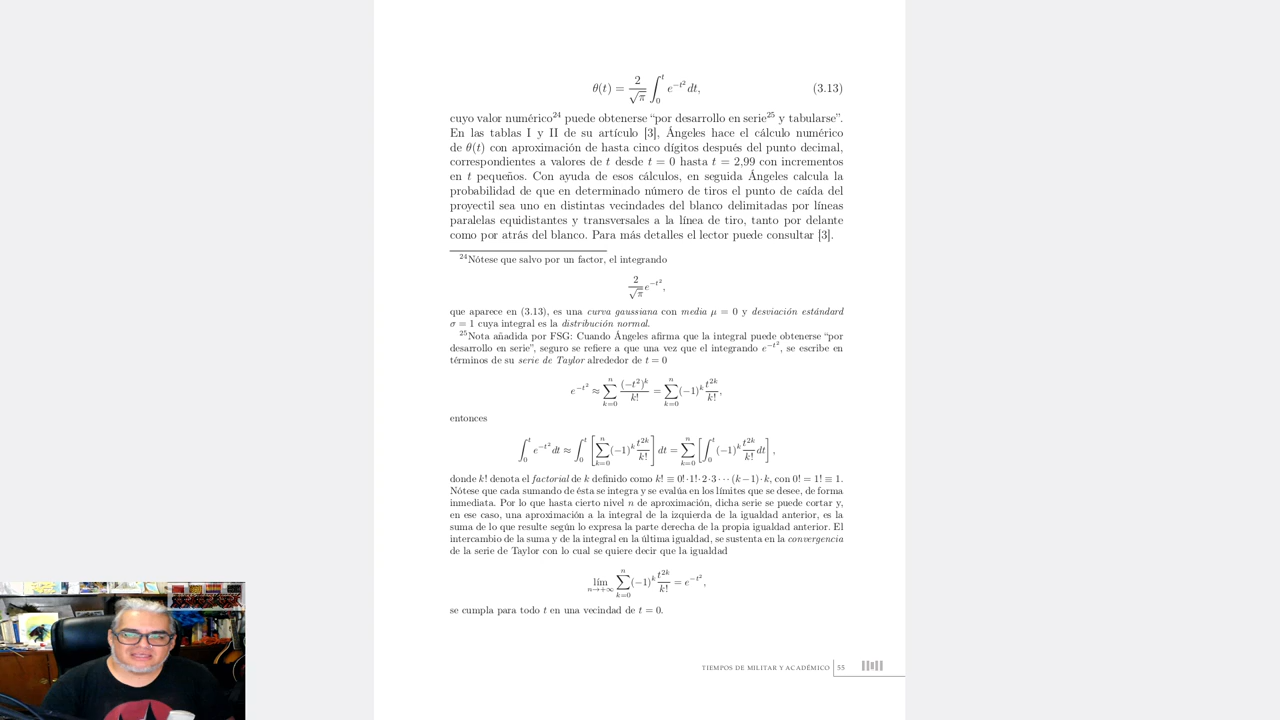 θ(t) = 2/√π ∫₀ᵗ e^{−t²} dt, (3.13)
cuyo valor numérico²⁴ puede obtenerse “por desarrollo en serie²⁵ y tabularse”.
En las tablas I y II de su artículo [3], Ángeles hace el cálculo numérico
de θ(t) con aproximación de hasta cinco dígitos después del punto decimal,
correspondientes a valores de t desde t = 0 hasta t = 2,99 con incrementos
en t pequeños. Con ayuda de esos cálculos, en seguida Ángeles calcula la
probabilidad de que en determinado número de tiros el punto de caída del
proyectil sea uno en distintas vecindades del blanco delimitadas por líneas
paralelas equidistantes y transversales a la línea de tiro, tanto por delante
como por atrás del blanco. Para más detalles el lector puede consultar [3].
²⁴Nótese que salvo por un factor, el integrando
2/√π e^{−t²},
que aparece en (3.13), es una curva gaussiana con media μ = 0 y desviación estándard
σ = 1 cuya integral es la distribución normal.
²⁵Nota añadida por FSG: Cuando Ángeles afirma que la integral puede obtenerse “por
desarrollo en serie”, seguro se refiere a que una vez que el integrando e^{−t²}, se escribe en
términos de su serie de Taylor alrededor de t = 0
e^{−t²} ≈ ∑_{k=0}^{n} (−t²)^k/k! = ∑_{k=0}^{n} (−1)^k t^{2k}/k!,
entonces
∫₀ᵗ e^{−t²} dt ≈ ∫₀ᵗ [∑_{k=0}^{n} (−1)^k t^{2k}/k!] dt = ∑_{k=0}^{n} [∫₀ᵗ (−1)^k t^{2k}/k! dt],
donde k! denota el factorial de k definido como k! ≡ 0!·1!·2·3···(k−1)·k, con 0! = 1! ≡ 1.
Nótese que cada sumando de ésta se integra y se evalúa en los límites que se desee, de forma
inmediata. Por lo que hasta cierto nivel n de aproximación, dicha serie se puede cortar y,
en ese caso, una aproximación a la integral de la izquierda de la igualdad anterior, es la
suma de lo que resulte según lo expresa la parte derecha de la propia igualdad anterior. El
intercambio de la suma y de la integral en la última igualdad, se sustenta en la convergencia
de la serie de Taylor con lo cual se quiere decir que la igualdad
lím_{n→+∞} ∑_{k=0}^{n} (−1)^k t^{2k}/k! = e^{−t²},
se cumpla para todo t en una vecindad de t = 0.
TIEMPOS DE MILITAR Y ACADÉMICO 55